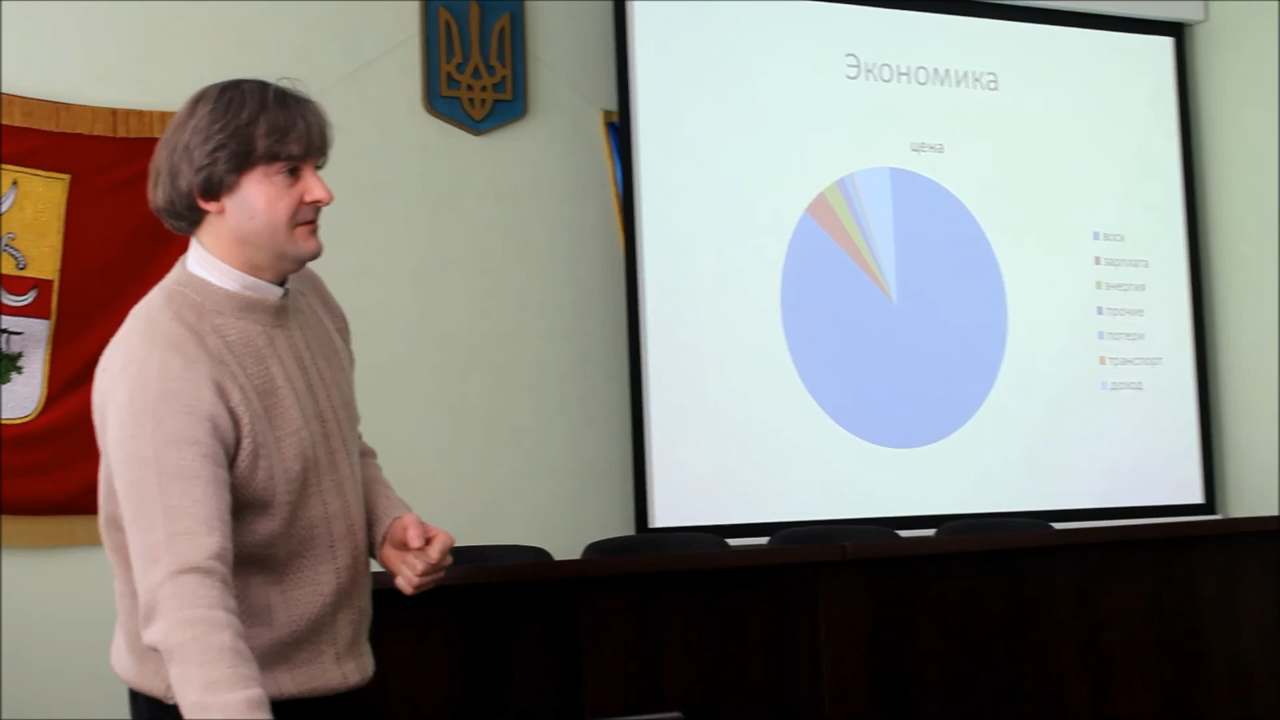 Экономика
цена
воск
зарплата
энергия
прочие
потери
транспорт
доход